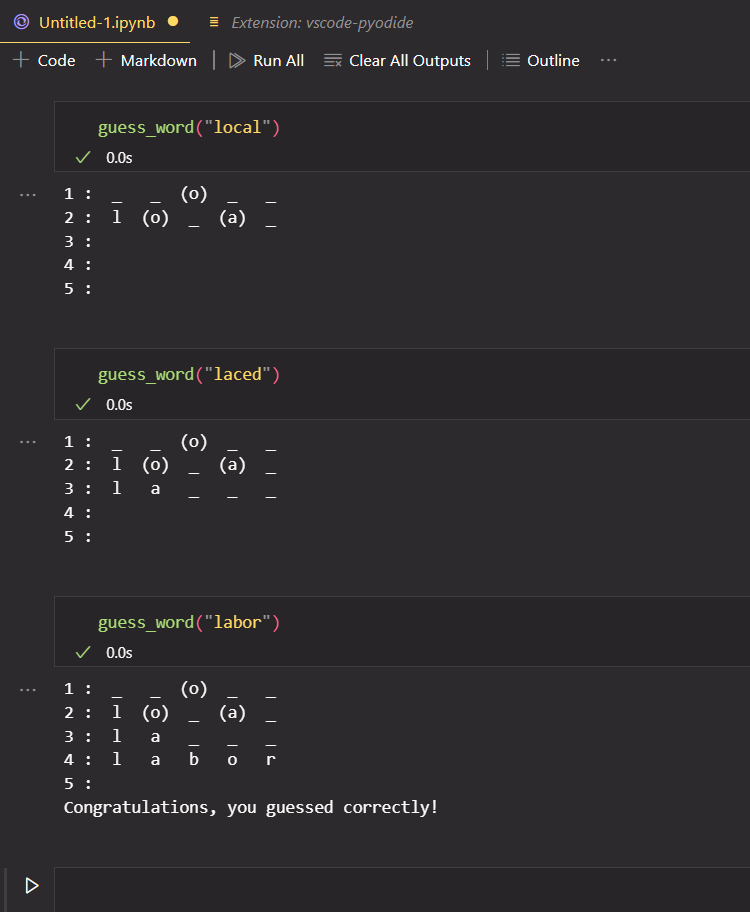 Untitled-1.ipynb Extension: vscode-pyodide
+ Code + Markdown | Run All Clear All Outputs | Outline ...
guess_word("local")
0.0s
... 1 : _ _ (o) _ _
2 : l (o) _ (a) _
3 :
4 :
5 :
guess_word("laced")
0.0s
... 1 : _ _ (o) _ _
2 : l (o) _ (a) _
3 : l a _ _ _
4 :
5 :
guess_word("labor")
0.0s
... 1 : _ _ (o) _ _
2 : l (o) _ (a) _
3 : l a _ _ _
4 : l a b o r
5 :
Congratulations, you guessed correctly!